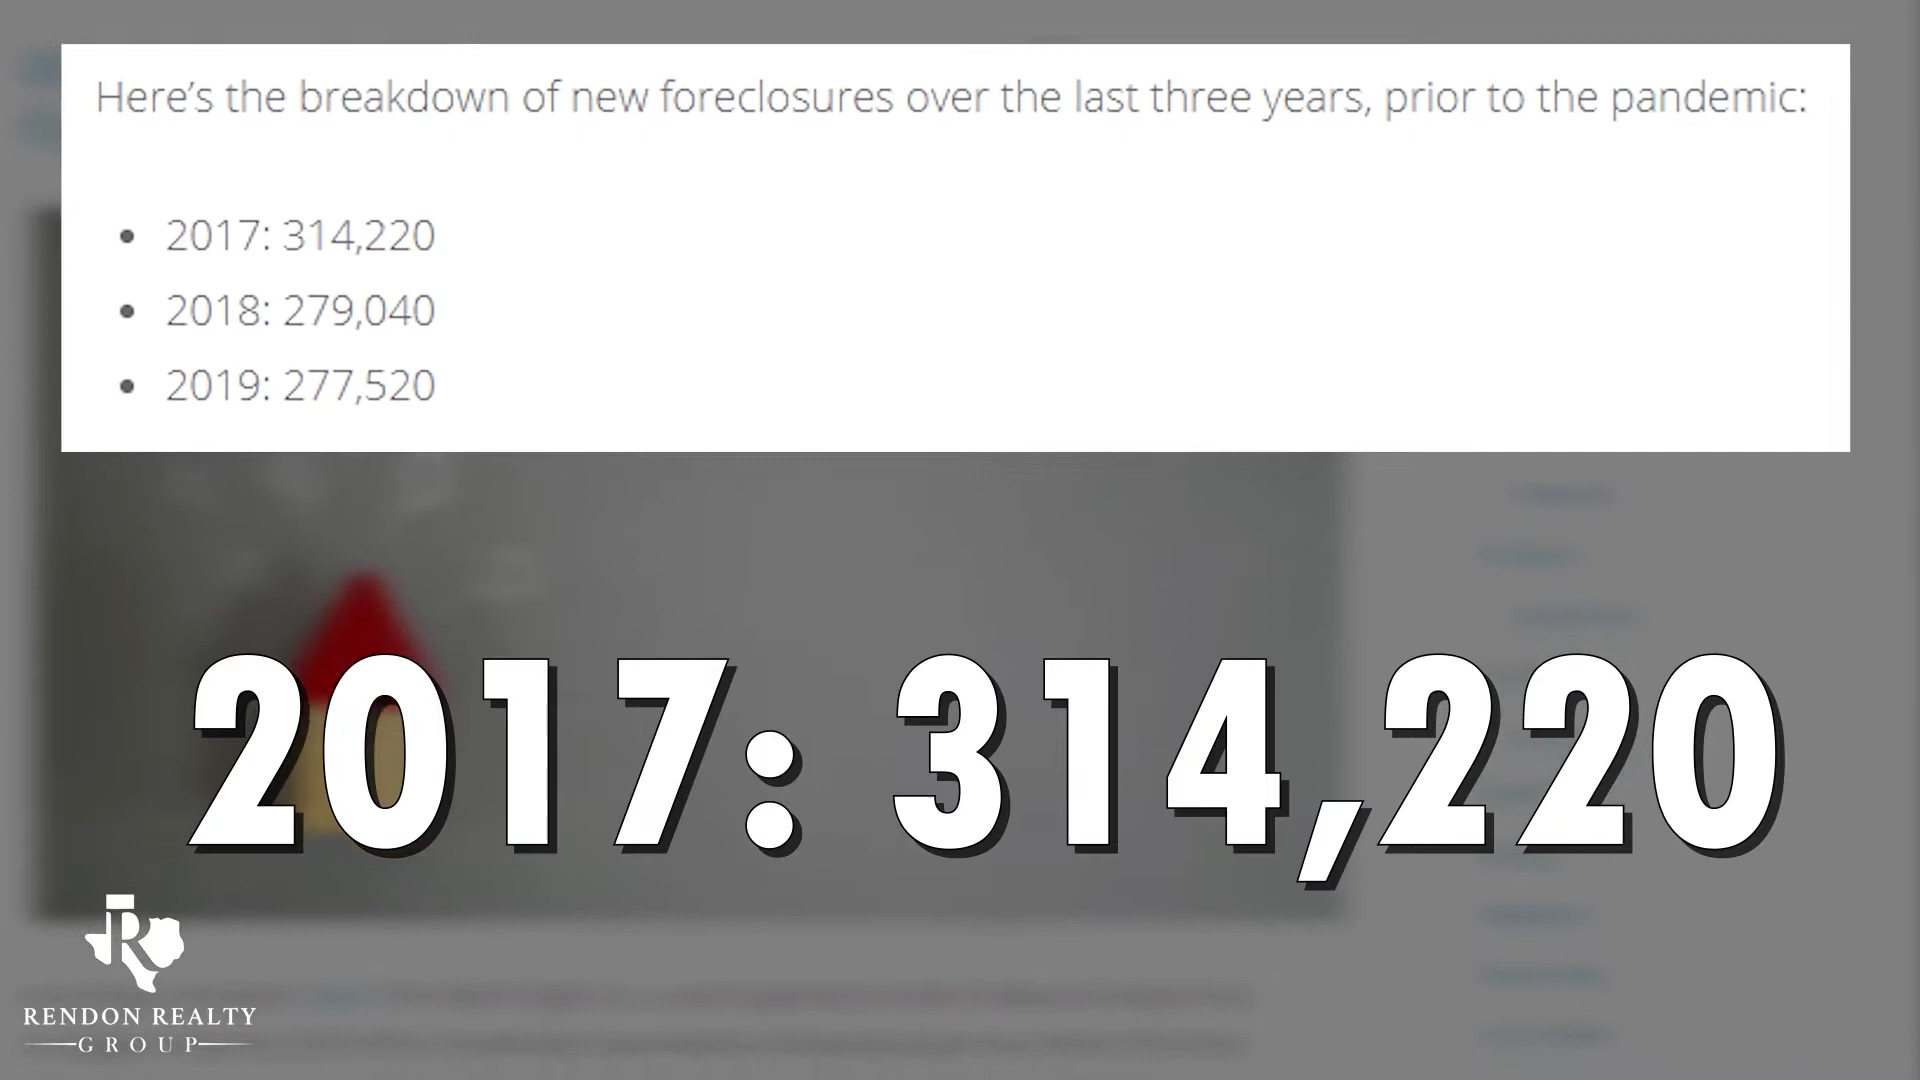 Here’s the breakdown of new foreclosures over the last three years, prior to the pandemic:
• 2017: 314,220
• 2018: 279,040
• 2019: 277,520
2017: 314,220
R
RENDON REALTY
GROUP